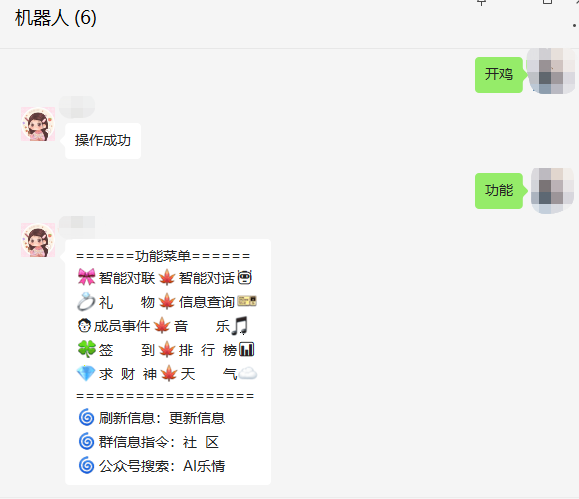 机器人 (6)
开鸡
操作成功
功能
======功能菜单======
智能对联 智能对话
礼 物 信息查询
成员事件 音 乐
签 到 排 行 榜
求 财 神 天 气
==================
刷新信息：更新信息
群信息指令：社 区
公众号搜索：AI乐情